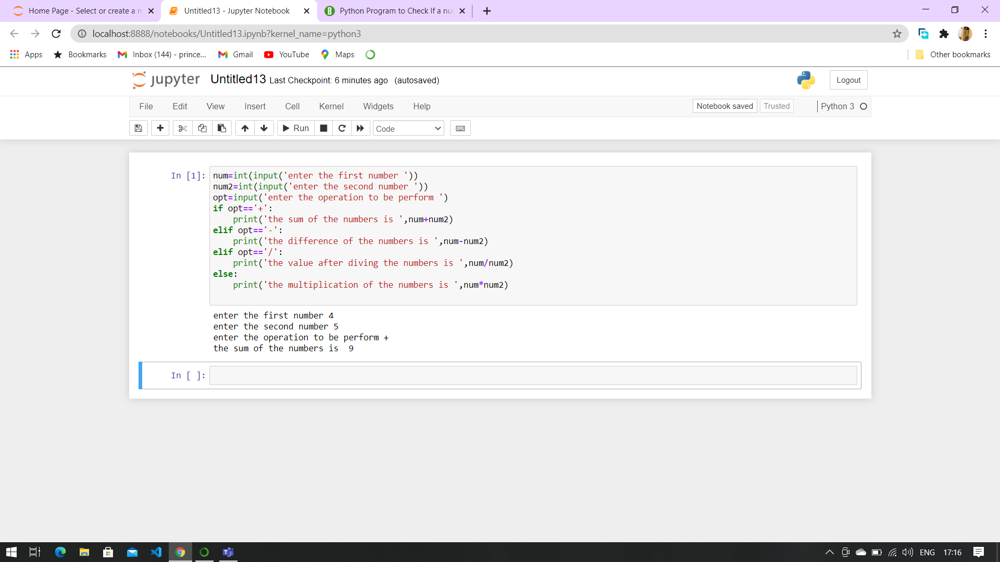 Home Page - Select or create a n
Untitled13 - Jupyter Notebook
Python Program to Check If a nu
localhost:8888/notebooks/Untitled13.ipynb?kernel_name=python3
Apps Bookmarks Inbox (144) - prince... Gmail YouTube Maps Other bookmarks
jupyter Untitled13 Last Checkpoint: 6 minutes ago (autosaved) Logout
File Edit View Insert Cell Kernel Widgets Help Notebook saved Trusted Python 3
Run Code
In [1]: num=int(input('enter the first number '))
num2=int(input('enter the second number '))
opt=input('enter the operation to be perform ')
if opt=='+':
    print('the sum of the numbers is ',num+num2)
elif opt=='-':
    print('the difference of the numbers is ',num-num2)
elif opt=='/':
    print('the value after diving the numbers is ',num/num2)
else:
    print('the multiplication of the numbers is ',num*num2)
enter the first number 4
enter the second number 5
enter the operation to be perform +
the sum of the numbers is  9
In [ ]:
ENG 17:16